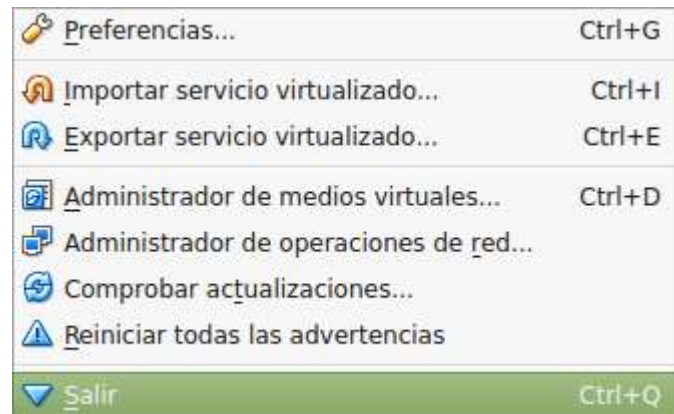 Preferencias... Ctrl+G
Importar servicio virtualizado... Ctrl+I
Exportar servicio virtualizado... Ctrl+E
Administrador de medios virtuales... Ctrl+D
Administrador de operaciones de red...
Comprobar actualizaciones...
Reiniciar todas las advertencias
Salir Ctrl+Q